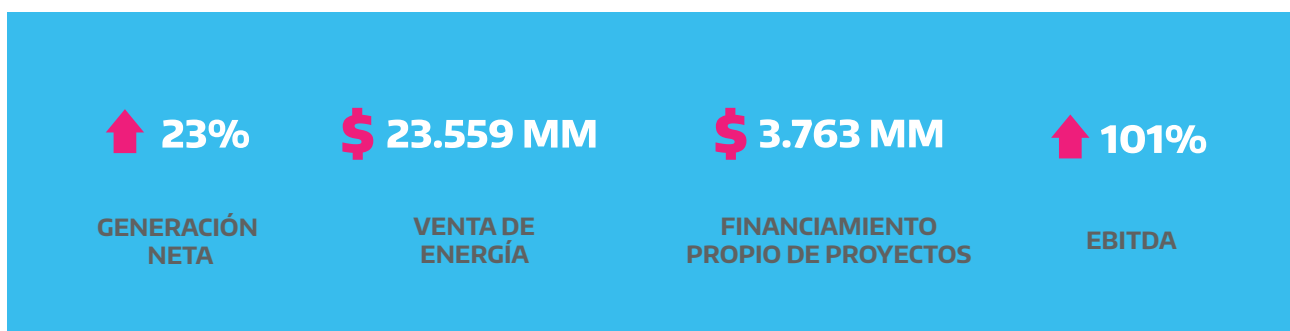 23%
GENERACIÓN
NETA
$ 23.559 MM
VENTA DE
ENERGÍA
$ 3.763 MM
FINANCIAMIENTO
PROPIO DE PROYECTOS
101%
EBITDA